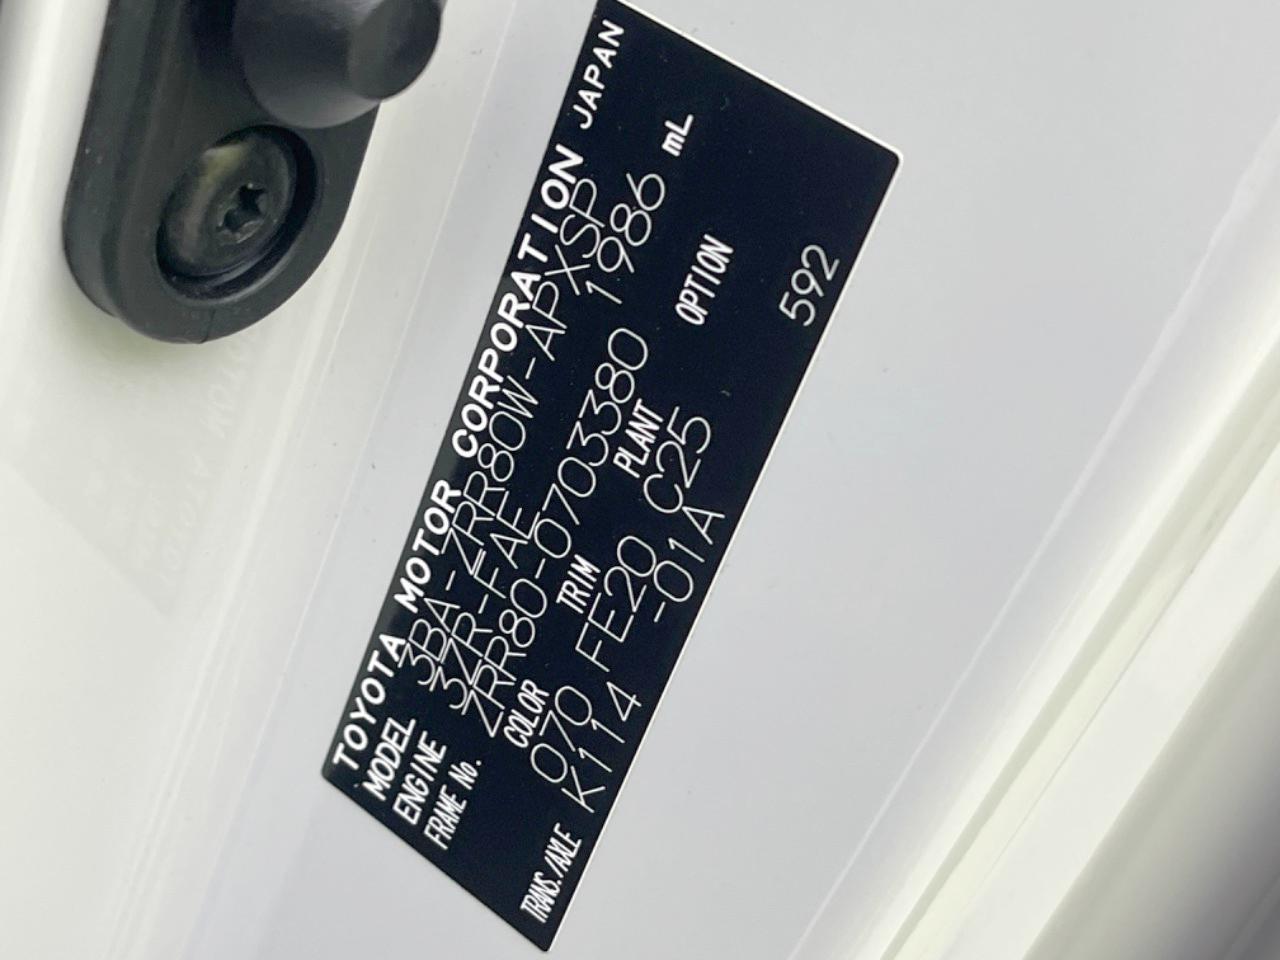 TOYOTA MOTOR CORPORATION JAPAN
MODEL 3BA-ZRR80W-APXSP
ENGINE 3ZR-FAE 1986 mL
FRAME No. ZRR80-0703380
COLOR TRIM PLANT OPTION
070 FE20 C25
TRANS./AXLE K114 -01A 592